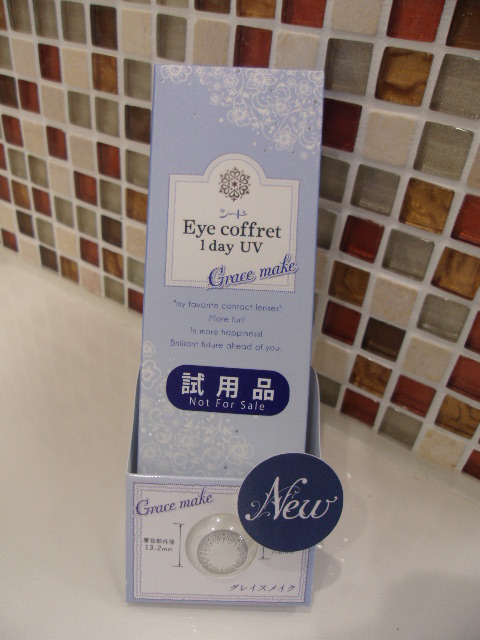 シード
Eye coffret
1 day UV
Grace make
"my favorite contact lenses"
More fun!
In more happiness!
Brilliant future ahead of you.
試用品
Not For Sale
New
Grace make
着色部外径
13.2mm
グレイスメイク